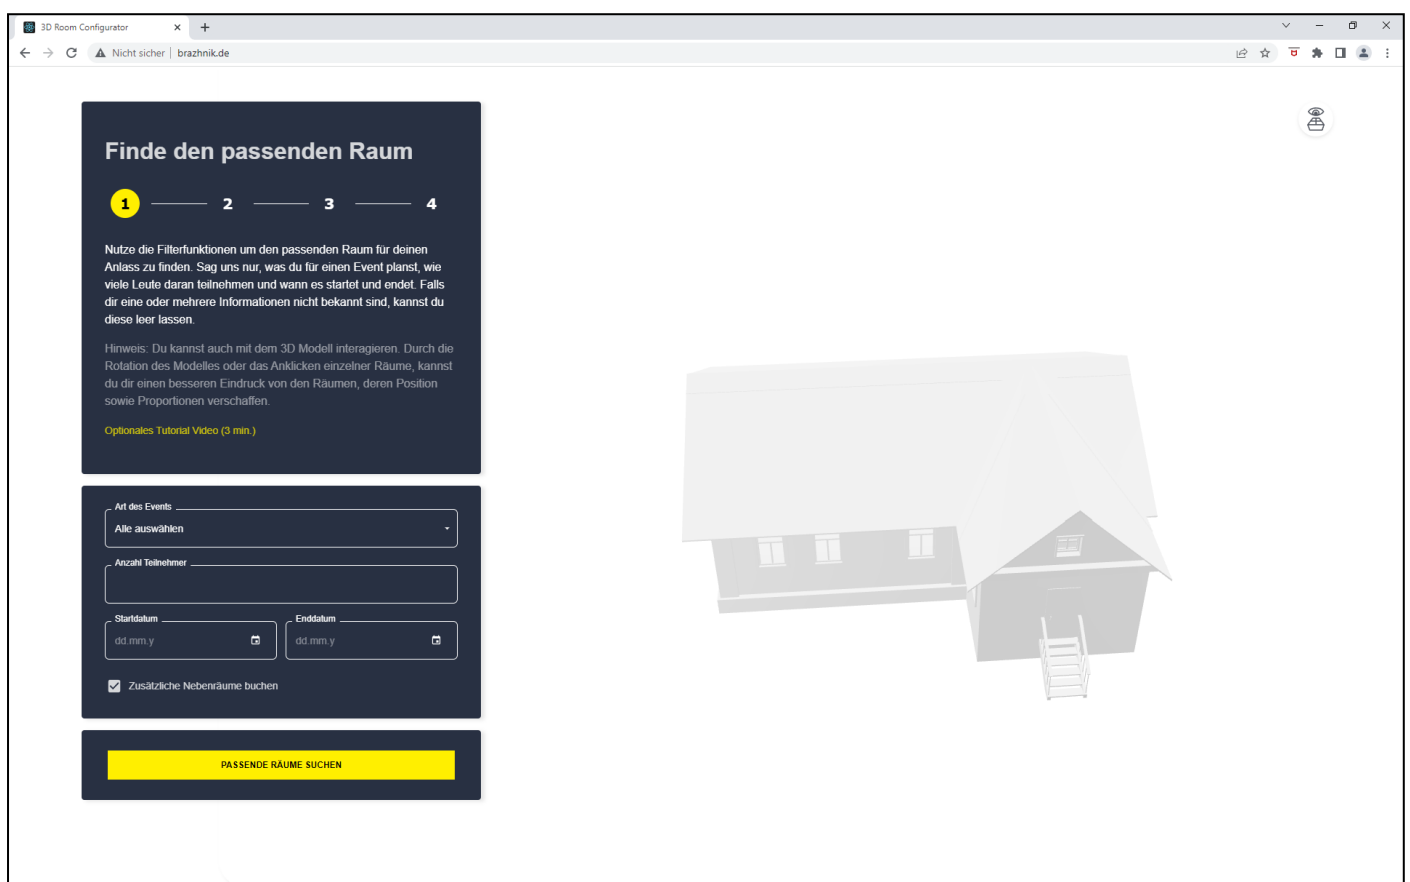 3D Room Configurator
Nicht sicher | brazhnik.de
Finde den passenden Raum
1 2 3 4
Nutze die Filterfunktionen um den passenden Raum für deinen
Anlass zu finden. Sag uns nur, was du für einen Event planst, wie
viele Leute daran teilnehmen und wann es startet und endet. Falls
dir eine oder mehrere Informationen nicht bekannt sind, kannst du
diese leer lassen.
Hinweis: Du kannst auch mit dem 3D Modell interagieren. Durch die
Rotation des Modelles oder das Anklicken einzelner Räume, kannst
du dir einen besseren Eindruck von den Räumen, deren Position
sowie Proportionen verschaffen.
Optionales Tutorial Video (3 min.)
Art des Events
Alle auswählen
Anzahl Teilnehmer
Startdatum Enddatum
dd.mm.y dd.mm.y
Zusätzliche Nebenräume buchen
PASSENDE RÄUME SUCHEN